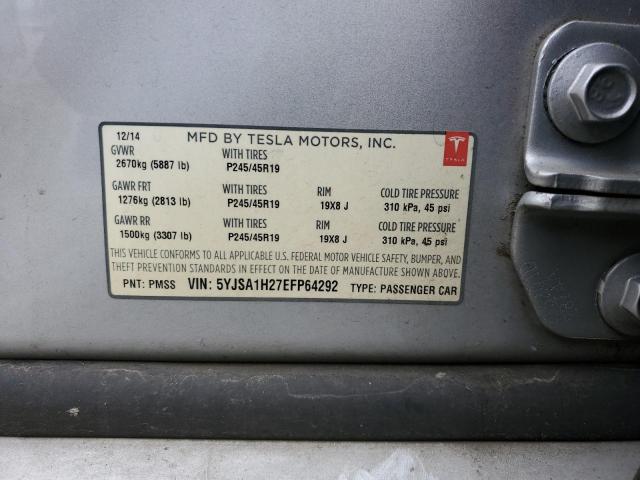 12/14 MFD BY TESLA MOTORS, INC.
GVWR WITH TIRES
2670kg (5887 lb) P245/45R19
TESLA
GAWR FRT WITH TIRES RIM COLD TIRE PRESSURE
1276kg (2813 lb) P245/45R19 19X8 J 310 kPa, 45 psi
GAWR RR WITH TIRES RIM COLD TIRE PRESSURE
1500kg (3307 lb) P245/45R19 19X8 J 310 kPa, 45 psi
THIS VEHICLE CONFORMS TO ALL APPLICABLE U.S. FEDERAL MOTOR VEHICLE SAFETY, BUMPER, AND
THEFT PREVENTION STANDARDS IN EFFECT ON THE DATE OF MANUFACTURE SHOWN ABOVE.
PNT: PMSS VIN: 5YJSA1H27EFP64292 TYPE: PASSENGER CAR